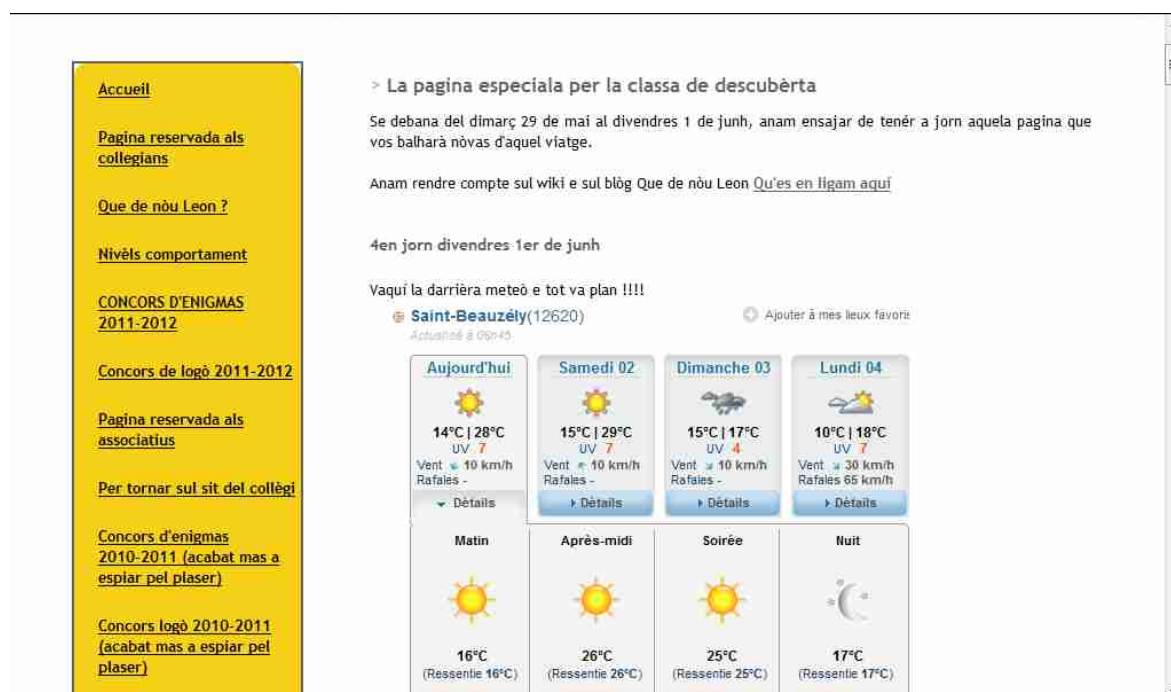 Accueil
Pagina reservada als
collegians
Que de nòu Leon ?
Nivèls comportament
CONCORS D'ENIGMAS
2011-2012
Concors de logò 2011-2012
Pagina reservada als
associatius
Per tornar sul sit del collègi
Concors d'enigmas
2010-2011 (acabat mas a
espiar pel plaser)
Concors logò 2010-2011
(acabat mas a espiar pel
plaser)
> La pagina especiala per la classa de descubèrta
Se debana del dimarç 29 de mai al divendres 1 de junh, anam ensajar de tenér a jorn aquela pagina que
vos balharà nòvas d'aquel viatge.
Anam rendre compte sul wiki e sul blòg Que de nòu Leon Qu'es en ligam aquí
4en jorn divendres 1er de junh
Vaquí la darrièra meteò e tot va plan !!!!
Saint-Beauzély(12620) Ajouter à mes lieux favoris
Actualisé à 06h45
Aujourd'hui Samedi 02 Dimanche 03 Lundi 04
14°C | 28°C 15°C | 29°C 15°C | 17°C 10°C | 18°C
UV 7 UV 7 UV 4 UV 7
Vent 10 km/h Vent 10 km/h Vent 10 km/h Vent 30 km/h
Rafales - Rafales - Rafales - Rafales 65 km/h
Détails Détails Détails Détails
Matin Après-midi Soirée Nuit
16°C 26°C 25°C 17°C
(Ressentie 16°C) (Ressentie 26°C) (Ressentie 25°C) (Ressentie 17°C)